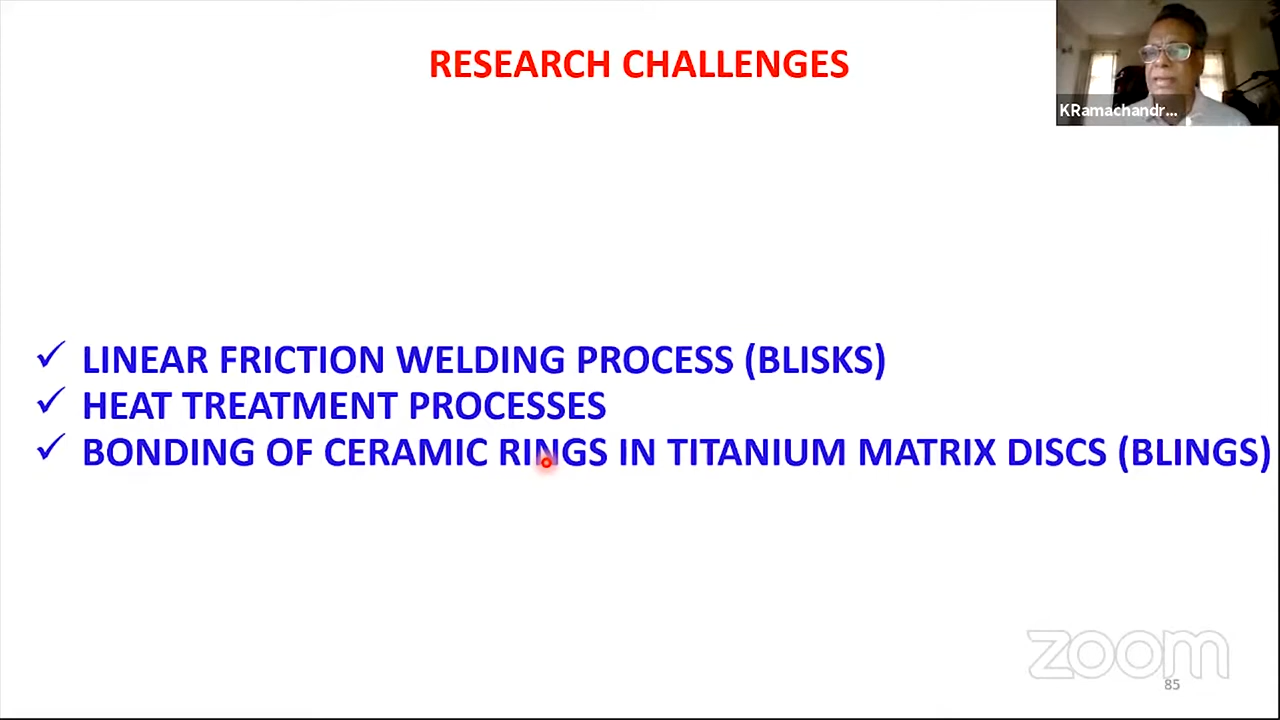 RESEARCH CHALLENGES
KRamachandr...
✓ LINEAR FRICTION WELDING PROCESS (BLISKS)
✓ HEAT TREATMENT PROCESSES
✓ BONDING OF CERAMIC RINGS IN TITANIUM MATRIX DISCS (BLINGS)
zoom
85